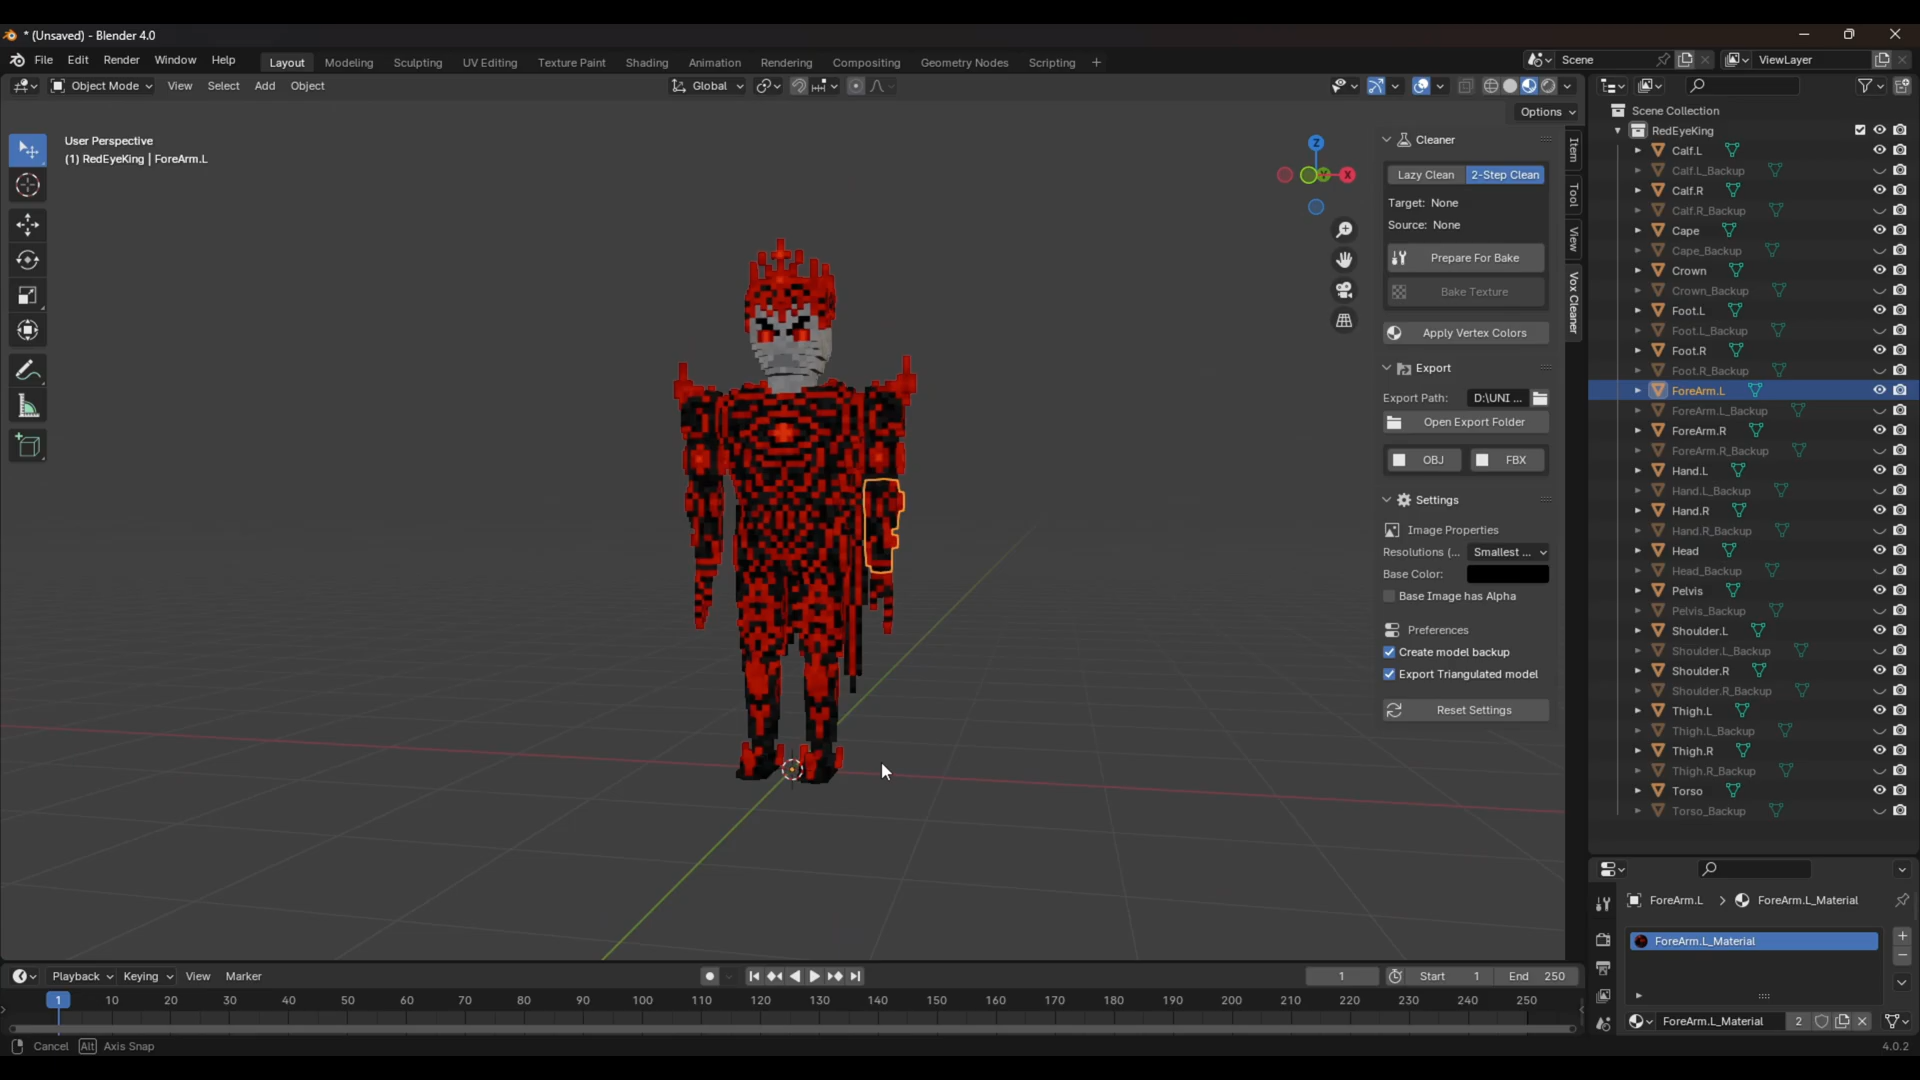 * (Unsaved) - Blender 4.0
File Edit Render Window Help Layout Modeling Sculpting UV Editing Texture Paint Shading Animation Rendering Compositing Geometry Nodes Scripting + Scene ViewLayer
Object Mode View Select Add Object Global
Options
User Perspective
(1) RedEyeKing | ForeArm.L
Z
X
Cleaner
Lazy Clean 2-Step Clean
Target: None
Source: None
Prepare For Bake
Bake Texture
Apply Vertex Colors
Export
Export Path: D:\UNI ...
Open Export Folder
OBJ FBX
Settings
Image Properties
Resolutions (... Smallest ...
Base Color:
Base Image has Alpha
Preferences
Create model backup
Export Triangulated model
Reset Settings
Item
Tool
View
Vox Cleaner
Scene Collection
RedEyeKing
Calf.L
Calf.L_Backup
Calf.R
Calf.R_Backup
Cape
Cape_Backup
Crown
Crown_Backup
Foot.L
Foot.L_Backup
Foot.R
Foot.R_Backup
ForeArm.L
ForeArm.L_Backup
ForeArm.R
ForeArm.R_Backup
Hand.L
Hand.L_Backup
Hand.R
Hand.R_Backup
Head
Head_Backup
Pelvis
Pelvis_Backup
Shoulder.L
Shoulder.L_Backup
Shoulder.R
Shoulder.R_Backup
Thigh.L
Thigh.L_Backup
Thigh.R
Thigh.R_Backup
Torso
Torso_Backup
ForeArm.L > ForeArm.L_Material
ForeArm.L_Material
ForeArm.L_Material 2
Playback Keying View Marker 1 Start 1 End 250
1 10 20 30 40 50 60 70 80 90 100 110 120 130 140 150 160 170 180 190 200 210 220 230 240 250
Cancel Alt Axis Snap 4.0.2